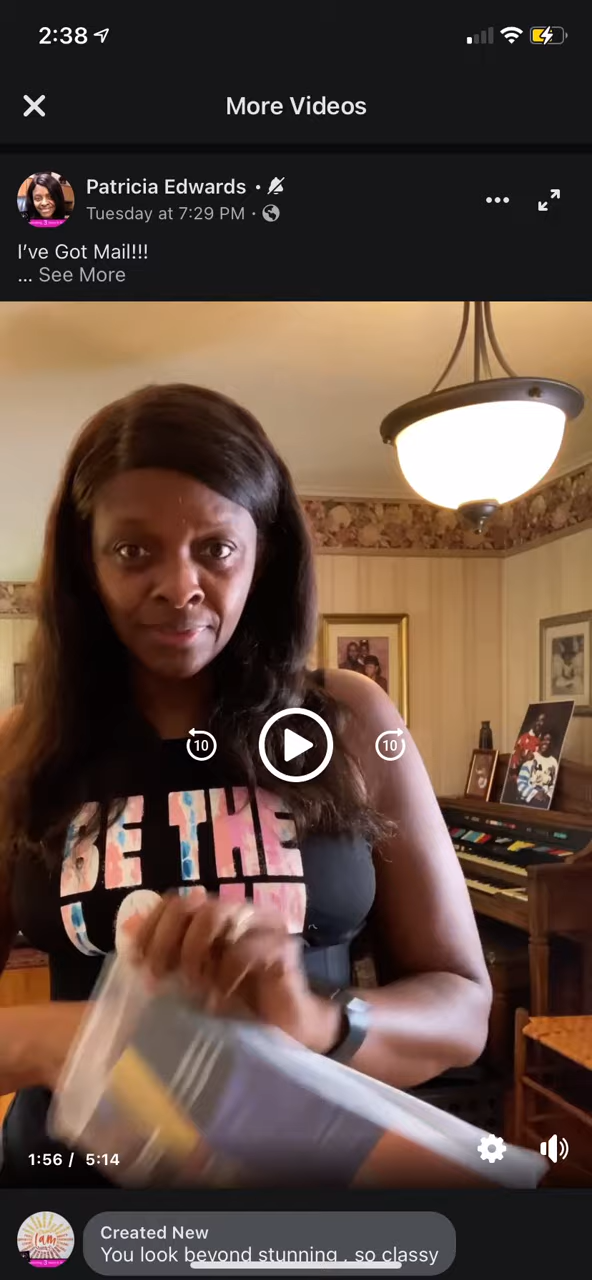 2:38
More Videos
Patricia Edwards ·
Tuesday at 7:29 PM ·
I've Got Mail!!!
... See More
10
10
BE THE
1:56 / 5:14
I am
Created New
You look beyond stunning . so classy